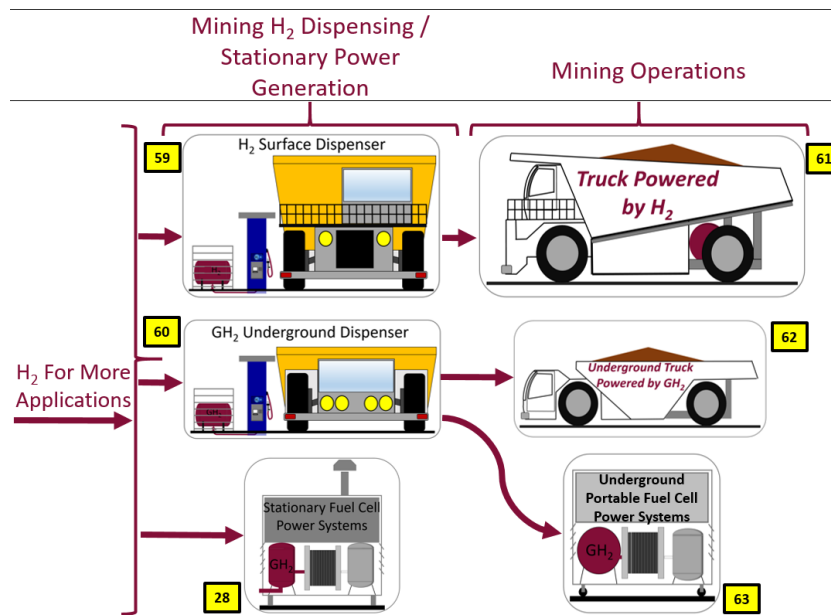 Mining H₂ Dispensing /
Stationary Power
Generation
Mining Operations
59
H₂ Surface Dispenser
H₂
61
Truck Powered
by H₂
60
GH₂ Underground Dispenser
GH₂
62
Underground Truck
Powered by GH₂
H₂ For More
Applications
Stationary Fuel Cell
Power Systems
GH₂
28
Underground
Portable Fuel Cell
Power Systems
GH₂
63